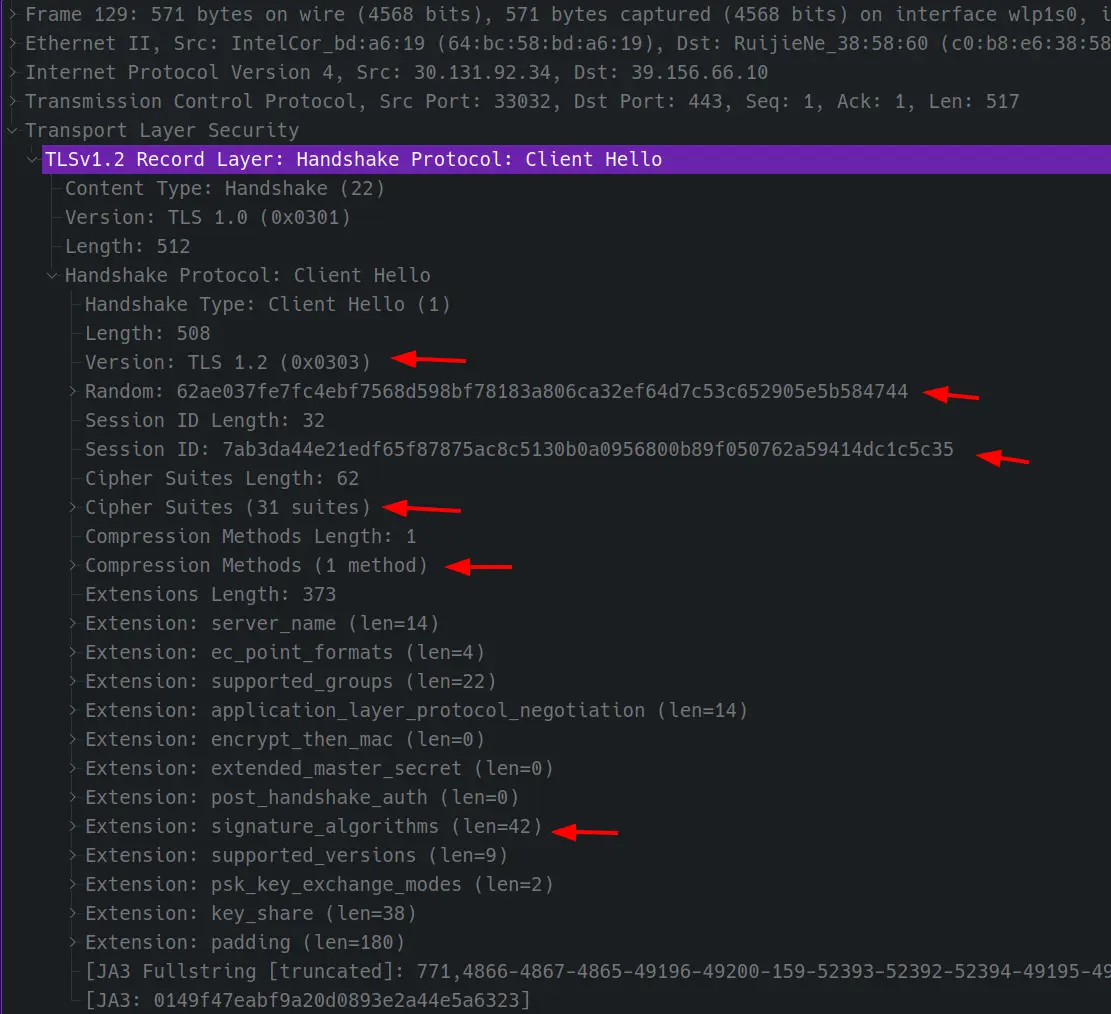 Frame 129: 571 bytes on wire (4568 bits), 571 bytes captured (4568 bits) on interface wlp1s0, i
Ethernet II, Src: IntelCor_bd:a6:19 (64:bc:58:bd:a6:19), Dst: RuijieNe_38:58:60 (c0:b8:e6:38:58
Internet Protocol Version 4, Src: 30.131.92.34, Dst: 39.156.66.10
Transmission Control Protocol, Src Port: 33032, Dst Port: 443, Seq: 1, Ack: 1, Len: 517
Transport Layer Security
TLSv1.2 Record Layer: Handshake Protocol: Client Hello
Content Type: Handshake (22)
Version: TLS 1.0 (0x0301)
Length: 512
Handshake Protocol: Client Hello
Handshake Type: Client Hello (1)
Length: 508
Version: TLS 1.2 (0x0303)
Random: 62ae037fe7fc4ebf7568d598bf78183a806ca32ef64d7c53c652905e5b584744
Session ID Length: 32
Session ID: 7ab3da44e21edf65f87875ac8c5130b0a0956800b89f050762a59414dc1c5c35
Cipher Suites Length: 62
Cipher Suites (31 suites)
Compression Methods Length: 1
Compression Methods (1 method)
Extensions Length: 373
Extension: server_name (len=14)
Extension: ec_point_formats (len=4)
Extension: supported_groups (len=22)
Extension: application_layer_protocol_negotiation (len=14)
Extension: encrypt_then_mac (len=0)
Extension: extended_master_secret (len=0)
Extension: post_handshake_auth (len=0)
Extension: signature_algorithms (len=42)
Extension: supported_versions (len=9)
Extension: psk_key_exchange_modes (len=2)
Extension: key_share (len=38)
Extension: padding (len=180)
[JA3 Fullstring [truncated]: 771,4866-4867-4865-49196-49200-159-52393-52392-52394-49195-49
[JA3: 0149f47eabf9a20d0893e2a44e5a6323]